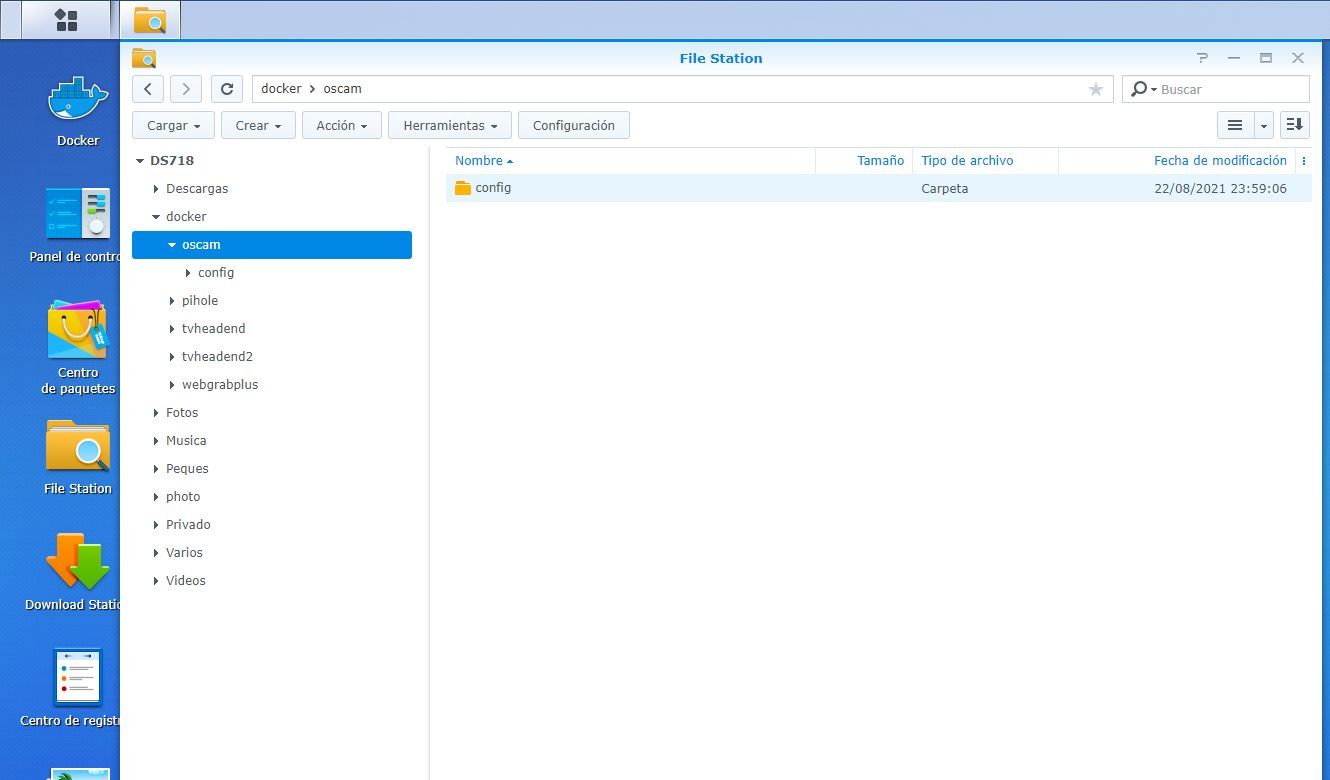 File Station
docker > oscam
Buscar
Cargar
Crear
Acción
Herramientas
Configuración
Docker
Panel de contro
Centro
de paquetes
File Station
Download Static
Centro de registr
DS718
Descargas
docker
oscam
config
pihole
tvheadend
tvheadend2
webgrabplus
Fotos
Musica
Peques
photo
Privado
Varios
Videos
Nombre Tamaño Tipo de archivo Fecha de modificación
config Carpeta 22/08/2021 23:59:06